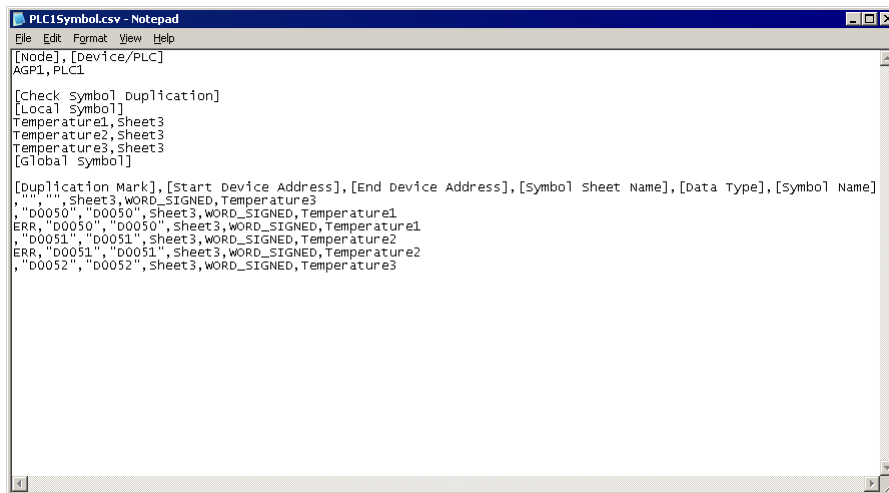 PLC1Symbol.csv - Notepad
File Edit Format View Help
[Node],[Device/PLC]
AGP1,PLC1
[Check Symbol Duplication]
[Local Symbol]
Temperature1,Sheet3
Temperature2,Sheet3
Temperature3,Sheet3
[Global Symbol]
[Duplication Mark],[Start Device Address],[End Device Address],[Symbol Sheet Name],[Data Type],[Symbol Name]
,"","",Sheet3,WORD_SIGNED,Temperature3
,"D0050","D0050",Sheet3,WORD_SIGNED,Temperature1
ERR,"D0050","D0050",Sheet3,WORD_SIGNED,Temperature1
,"D0051","D0051",Sheet3,WORD_SIGNED,Temperature2
ERR,"D0051","D0051",Sheet3,WORD_SIGNED,Temperature2
,"D0052","D0052",Sheet3,WORD_SIGNED,Temperature3